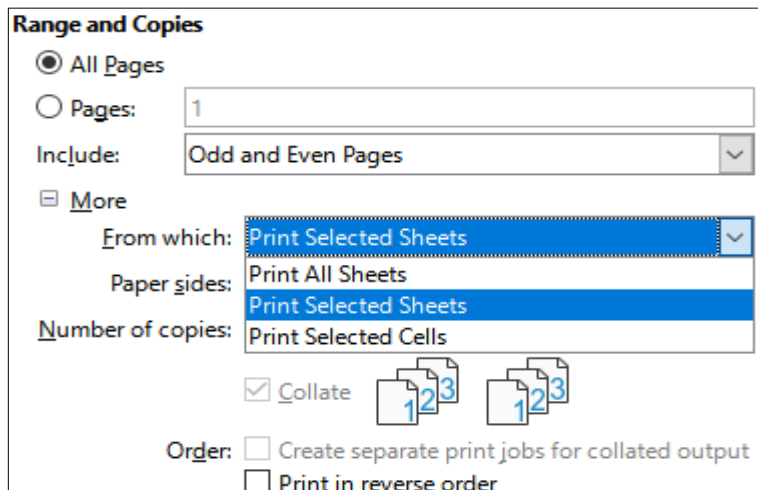 Range and Copies
All Pages
Pages: 1
Include: Odd and Even Pages
More
From which: Print Selected Sheets
Print All Sheets
Paper sides:
Print Selected Sheets
Number of copies: Print Selected Cells
Collate 1 2 3 1 2 3
Order: Create separate print jobs for collated output
Print in reverse order